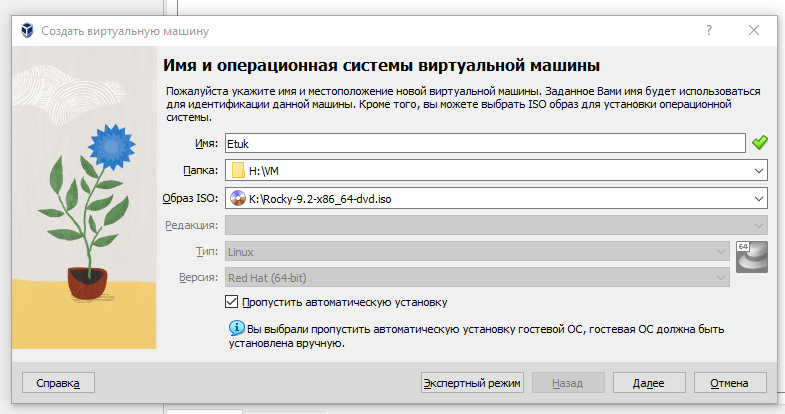 Создать виртуальную машину
Имя и операционная системы виртуальной машины
Пожалуйста укажите имя и местоположение новой виртуальной машины. Заданное Вами имя будет использоваться
для идентификации данной машины. Кроме того, вы можете выбрать ISO образ для установки операционной
системы.
Имя: Etuk
Папка: H:\VM
Образ ISO: K:\Rocky-9.2-x86_64-dvd.iso
Редакция:
Тип: Linux
64
Версия: Red Hat (64-bit)
Пропустить автоматическую установку
Вы выбрали пропустить автоматическую установку гостевой ОС, гостевая ОС должна быть
установлена вручную.
Справка Экспертный режим Назад Далее Отмена